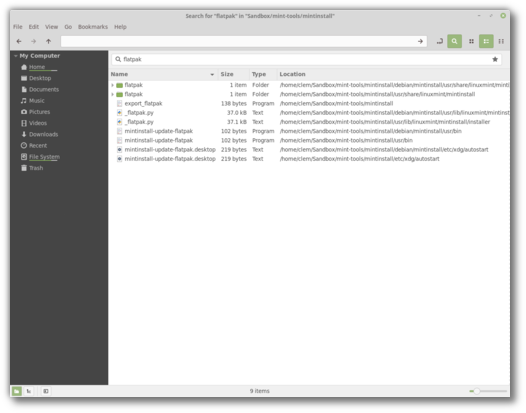 Search for "flatpak" in "Sandbox/mint-tools/mintinstall"
File Edit View Go Bookmarks Help
My Computer
Home
Desktop
Documents
Music
Pictures
Videos
Downloads
Recent
File System
Trash
flatpak
Name Size Type Location
flatpak 1 item Folder /home/clem/Sandbox/mint-tools/mintinstall/debian/mintinstall/usr/share/linuxmint/minti
flatpak 1 item Folder /home/clem/Sandbox/mint-tools/mintinstall/usr/share/linuxmint/mintinstall
export_flatpak 138 bytes Program /home/clem/Sandbox/mint-tools/mintinstall
_flatpak.py 37.0 kB Text /home/clem/Sandbox/mint-tools/mintinstall/debian/mintinstall/usr/lib/linuxmint/mintinst
_flatpak.py 37.1 kB Text /home/clem/Sandbox/mint-tools/mintinstall/usr/lib/linuxmint/mintinstall/installer
mintinstall-update-flatpak 102 bytes Program /home/clem/Sandbox/mint-tools/mintinstall/debian/mintinstall/usr/bin
mintinstall-update-flatpak 102 bytes Program /home/clem/Sandbox/mint-tools/mintinstall/usr/bin
mintinstall-update-flatpak.desktop 219 bytes Text /home/clem/Sandbox/mint-tools/mintinstall/debian/mintinstall/etc/xdg/autostart
mintinstall-update-flatpak.desktop 219 bytes Text /home/clem/Sandbox/mint-tools/mintinstall/etc/xdg/autostart
9 items